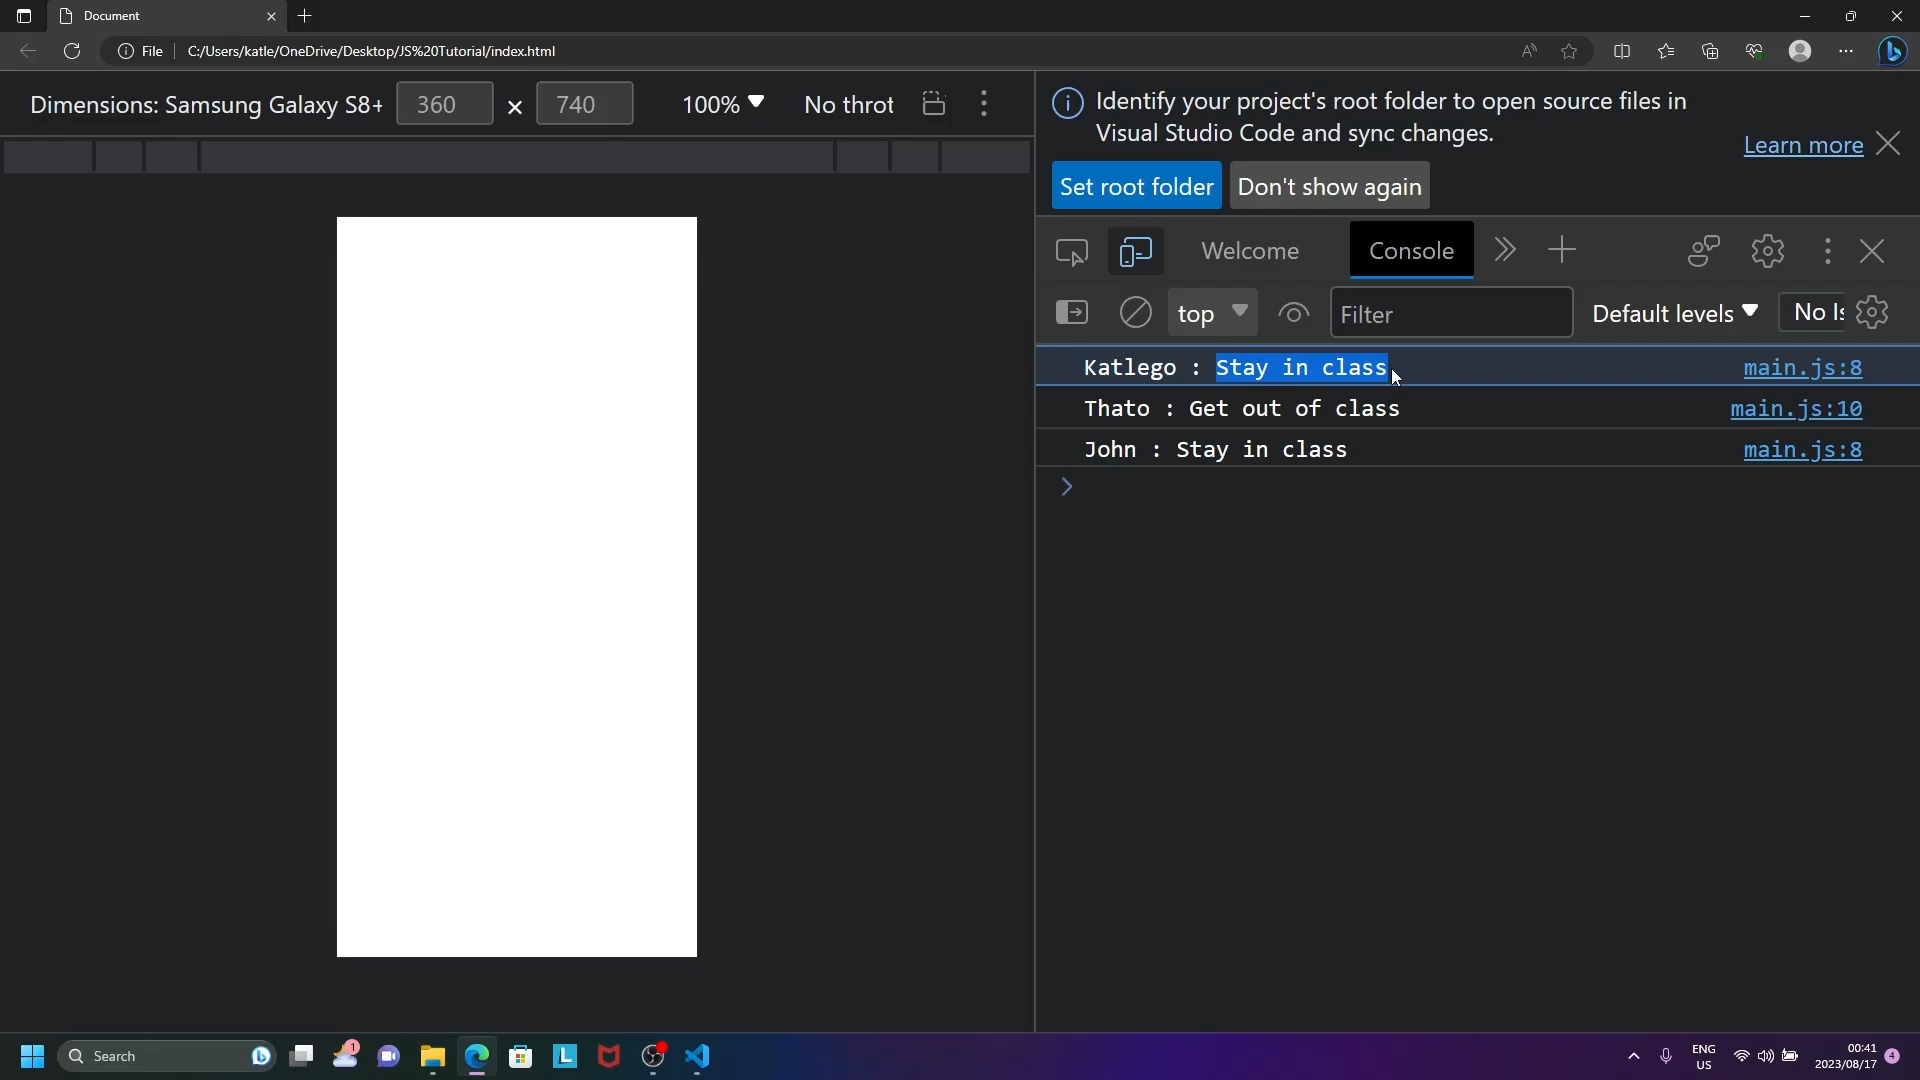 Document
File
C:/Users/katle/OneDrive/Desktop/JS%20Tutorial/index.html
Dimensions: Samsung Galaxy S8+ 360 × 740 100% No throt
Identify your project's root folder to open source files in
Visual Studio Code and sync changes.
Learn more
Set root folder
Don't show again
Welcome
Console
top
Filter
Default levels
No Is
Katlego : Stay in class main.js:8
Thato : Get out of class main.js:10
John : Stay in class main.js:8
Search
1
ENG
US
00:41
2023/08/17
4